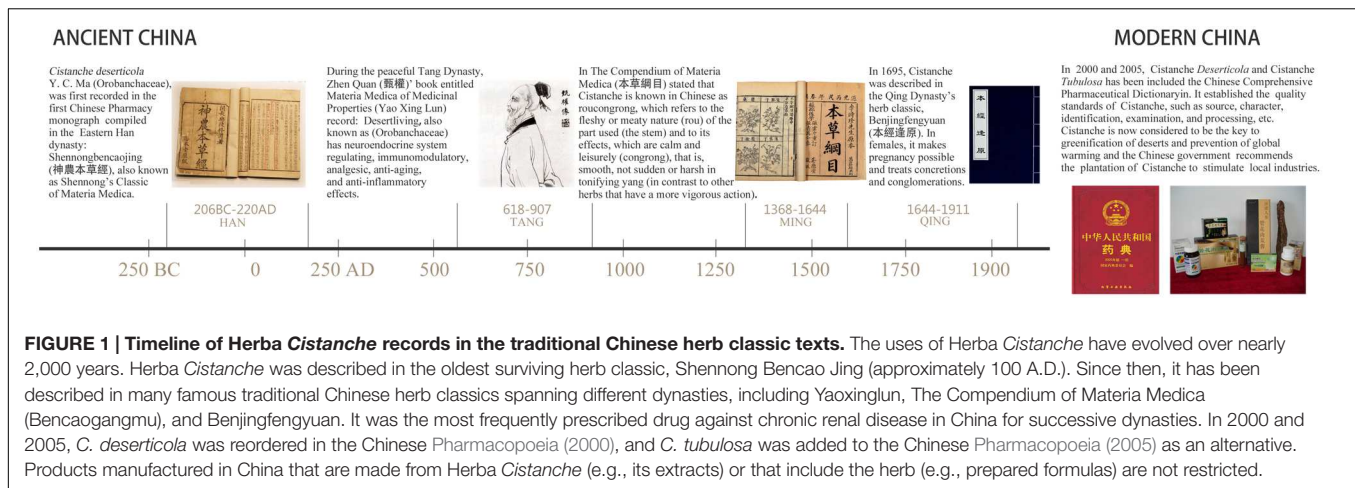 ANCIENT CHINA
MODERN CHINA
Cistanche deserticola
Y. C. Ma (Orobanchaceae),
was first recorded in the
first Chinese Pharmacy
monograph compiled
in the Eastern Han
dynasty:
Shennongbencaojing
(神農本草經), also known
as Shennong's Classic
of Materia Medica.
神農本草經
During the peaceful Tang Dynasty,
Zhen Quan (甄權)' book entitled
Materia Medica of Medicinal
Properties (Yao Xing Lun)
record: Desertliving, also
known as (Orobanchaceae)
has neuroendocrine system
regulating, immunomodulatory,
analgesic, anti-aging,
and anti-inflammatory
effects.
甄權像
In The Compendium of Materia
Medica (本草綱目) stated that
Cistanche is known in Chinese as
roucongrong, which refers to the
fleshy or meaty nature (rou) of the
part used (the stem) and to its
effects, which are calm and
leisurely (congrong), that is,
smooth, not sudden or harsh in
tonifying yang (in contrast to other
herbs that have a more vigorous action).
本草綱目
In 1695, Cistanche
was described in
the Qing Dynasty's
herb classic,
Benjingfengyuan
(本經逢原). In
females, it makes
pregnancy possible
and treats concretions
and conglomerations.
本經逢原
In 2000 and 2005, Cistanche Deserticola and Cistanche
Tubulosa has been included the Chinese Comprehensive
Pharmaceutical Dictionaryin. It established the quality
standards of Cistanche, such as source, character,
identification, examination, and processing, etc.
Cistanche is now considered to be the key to
greenification of deserts and prevention of global
warming and the Chinese government recommends
the plantation of Cistanche to stimulate local industries.
中华人民共和国
药典
206BC-220AD
HAN
618-907
TANG
1368-1644
MING
1644-1911
QING
250 BC
0
250 AD
500
750
1000
1250
1500
1750
1900
FIGURE 1 | Timeline of Herba Cistanche records in the traditional Chinese herb classic texts. The uses of Herba Cistanche have evolved over nearly
2,000 years. Herba Cistanche was described in the oldest surviving herb classic, Shennong Bencao Jing (approximately 100 A.D.). Since then, it has been
described in many famous traditional Chinese herb classics spanning different dynasties, including Yaoxinglun, The Compendium of Materia Medica
(Bencaogangmu), and Benjingfengyuan. It was the most frequently prescribed drug against chronic renal disease in China for successive dynasties. In 2000 and
2005, C. deserticola was reordered in the Chinese Pharmacopoeia (2000), and C. tubulosa was added to the Chinese Pharmacopoeia (2005) as an alternative.
Products manufactured in China that are made from Herba Cistanche (e.g., its extracts) or that include the herb (e.g., prepared formulas) are not restricted.